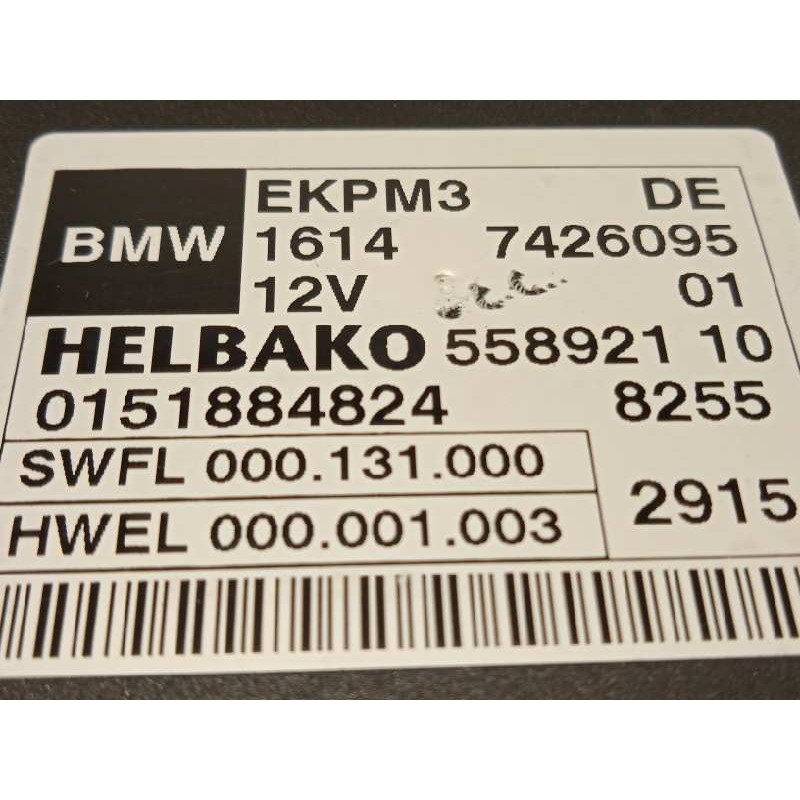 EKPM3 DE
BMW 1614 7426095
12V 01
HELBAKO 558921 10
0151884824 8255
SWFL 000.131.000
2915
HWEL 000.001.003